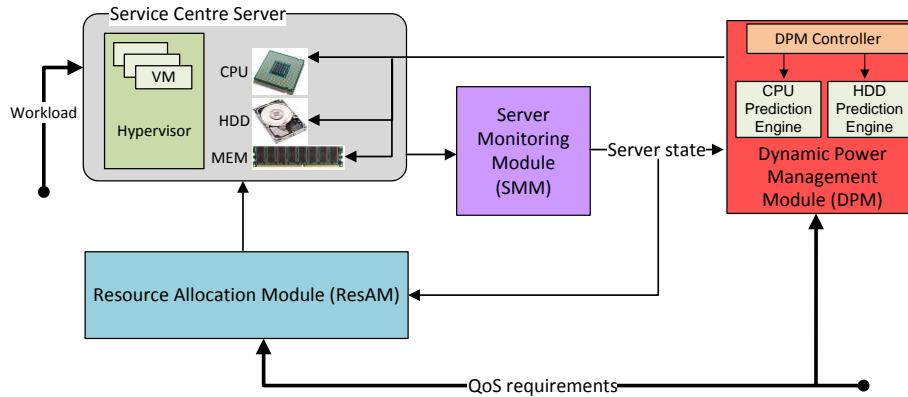 Service Centre Server
VM
Hypervisor
CPU
HDD
MEM
Workload
Server
Monitoring
Module
(SMM)
Server state
DPM Controller
CPU
Prediction
Engine
HDD
Prediction
Engine
Dynamic Power
Management
Module (DPM)
Resource Allocation Module (ResAM)
QoS requirements